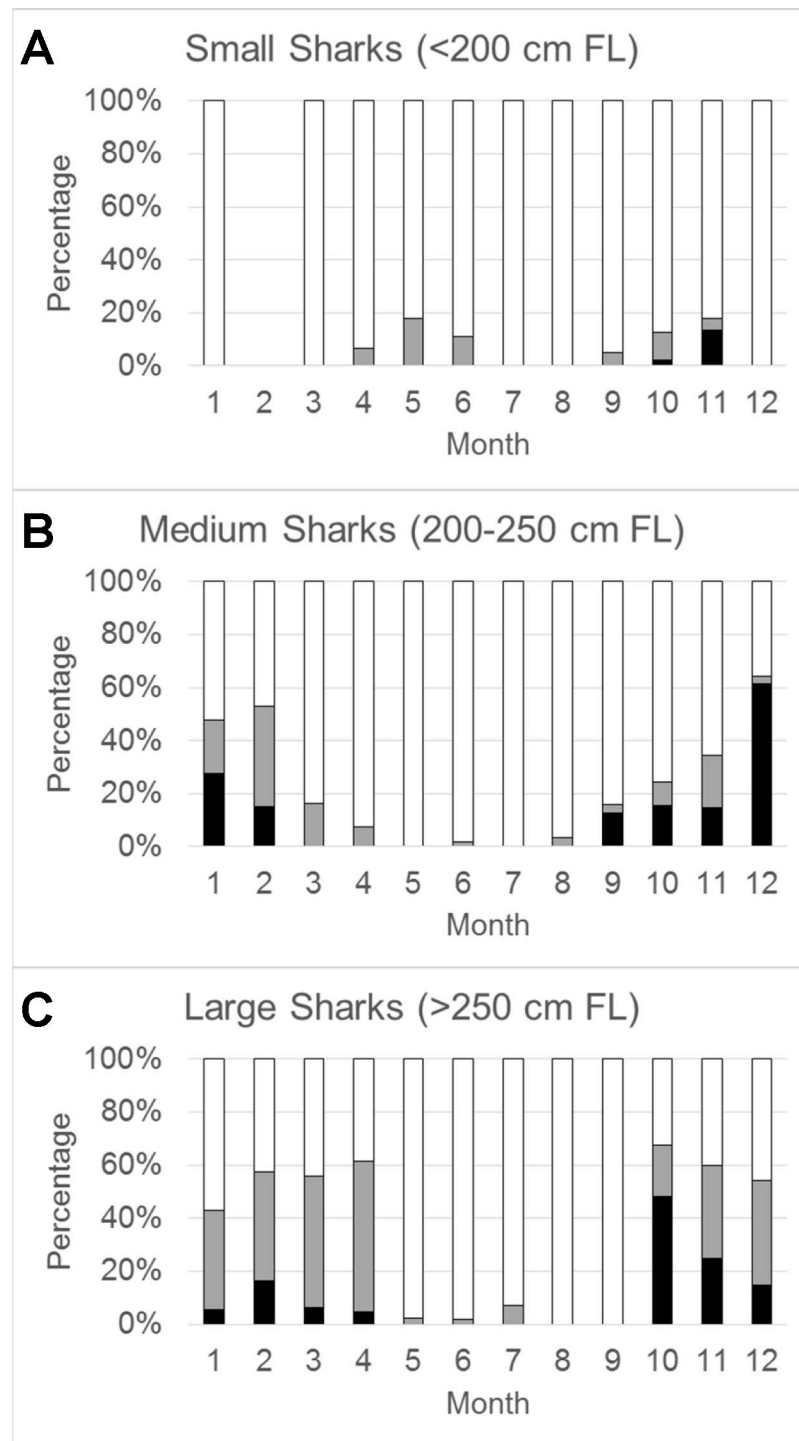 A
Small Sharks (<200 cm FL)
100%
80%
60%
40%
20%
0%
Percentage
1 2 3 4 5 6 7 8 9 10 11 12
Month
B
Medium Sharks (200-250 cm FL)
100%
80%
60%
40%
20%
0%
Percentage
1 2 3 4 5 6 7 8 9 10 11 12
Month
C
Large Sharks (>250 cm FL)
100%
80%
60%
40%
20%
0%
Percentage
1 2 3 4 5 6 7 8 9 10 11 12
Month